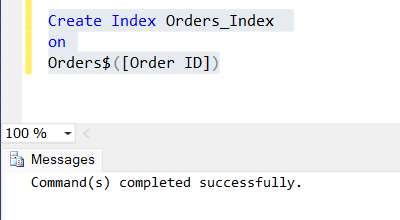 Create Index Orders_Index
on
Orders$([Order ID])
100 %
Messages
Command(s) completed successfully.